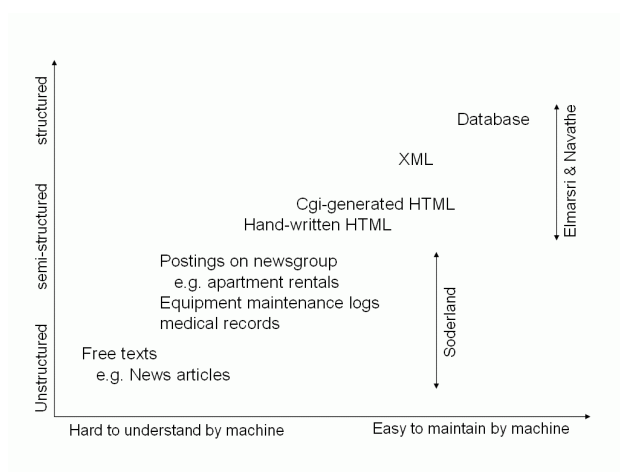 structured
semi-structured
Unstructured
Database
XML
Cgi-generated HTML
Hand-written HTML
Postings on newsgroup
e.g. apartment rentals
Equipment maintenance logs
medical records
Free texts
e.g. News articles
Elmarsri & Navathe
Soderland
Hard to understand by machine
Easy to maintain by machine